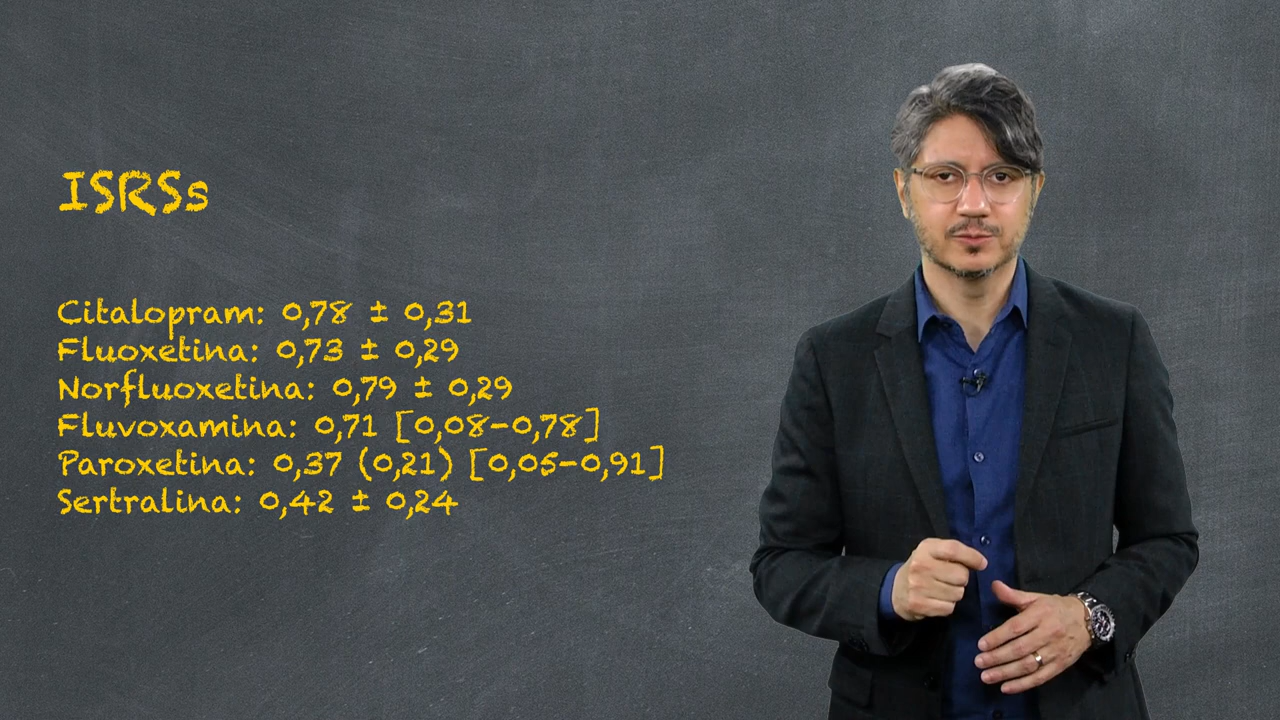 ISRSs
Citalopram: 0,78 ± 0,31
Fluoxetina: 0,73 ± 0,29
Norfluoxetina: 0,79 ± 0,29
Fluvoxamina: 0,71 [0,08-0,78]
Paroxetina: 0,37 (0,21) [0,05-0,91]
Sertralina: 0,42 ± 0,24